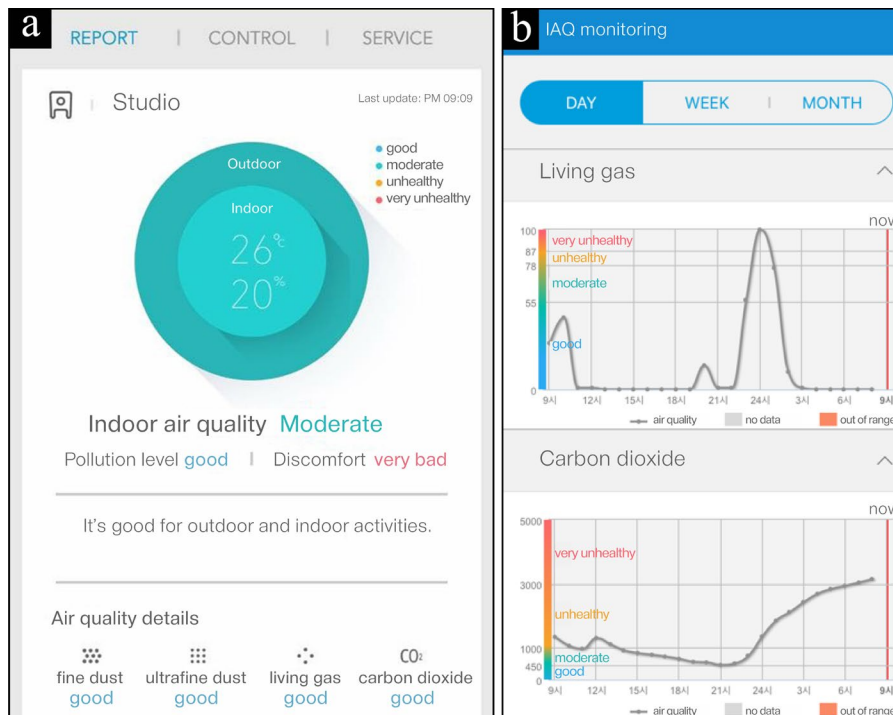 a
REPORT | CONTROL | SERVICE
Studio
Last update: PM 09:09
good
moderate
unhealthy
very unhealthy
Outdoor
Indoor
26℃
20%
Indoor air quality Moderate
Pollution level good | Discomfort very bad
It's good for outdoor and indoor activities.
Air quality details
CO2
fine dust ultrafine dust living gas carbon dioxide
good good good good
b
IAQ monitoring
DAY WEEK | MONTH
Living gas
now
100
87
78
55
0
very unhealthy
unhealthy
moderate
good
9시 12시 15시 18시 21시 24시 3시 6시 9시
air quality no data out of range
Carbon dioxide
now
5000
3000
1000
450
0
very unhealthy
unhealthy
moderate
good
9시 12시 15시 18시 21시 24시 3시 6시 9시
air quality no data out of range